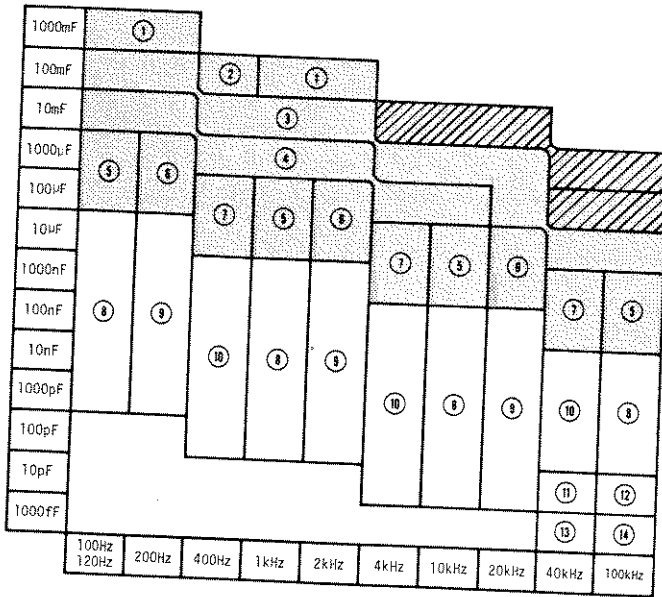 1000mF ①
100mF ② ①
10mF ③
1000µF ⑤ ⑥ ④
100µF ⑦ ⑤ ⑥
10µF ⑦ ⑤ ⑥
1000nF
100nF ⑧ ⑨ ⑦ ⑤
10nF ⑩ ⑧ ⑨
1000pF ⑩ ⑧ ⑨ ⑩ ⑧
100pF
10pF ⑪ ⑫
1000fF ⑬ ⑭
100Hz 200Hz 400Hz 1kHz 2kHz 4kHz 10kHz 20kHz 40kHz 100kHz
120Hz